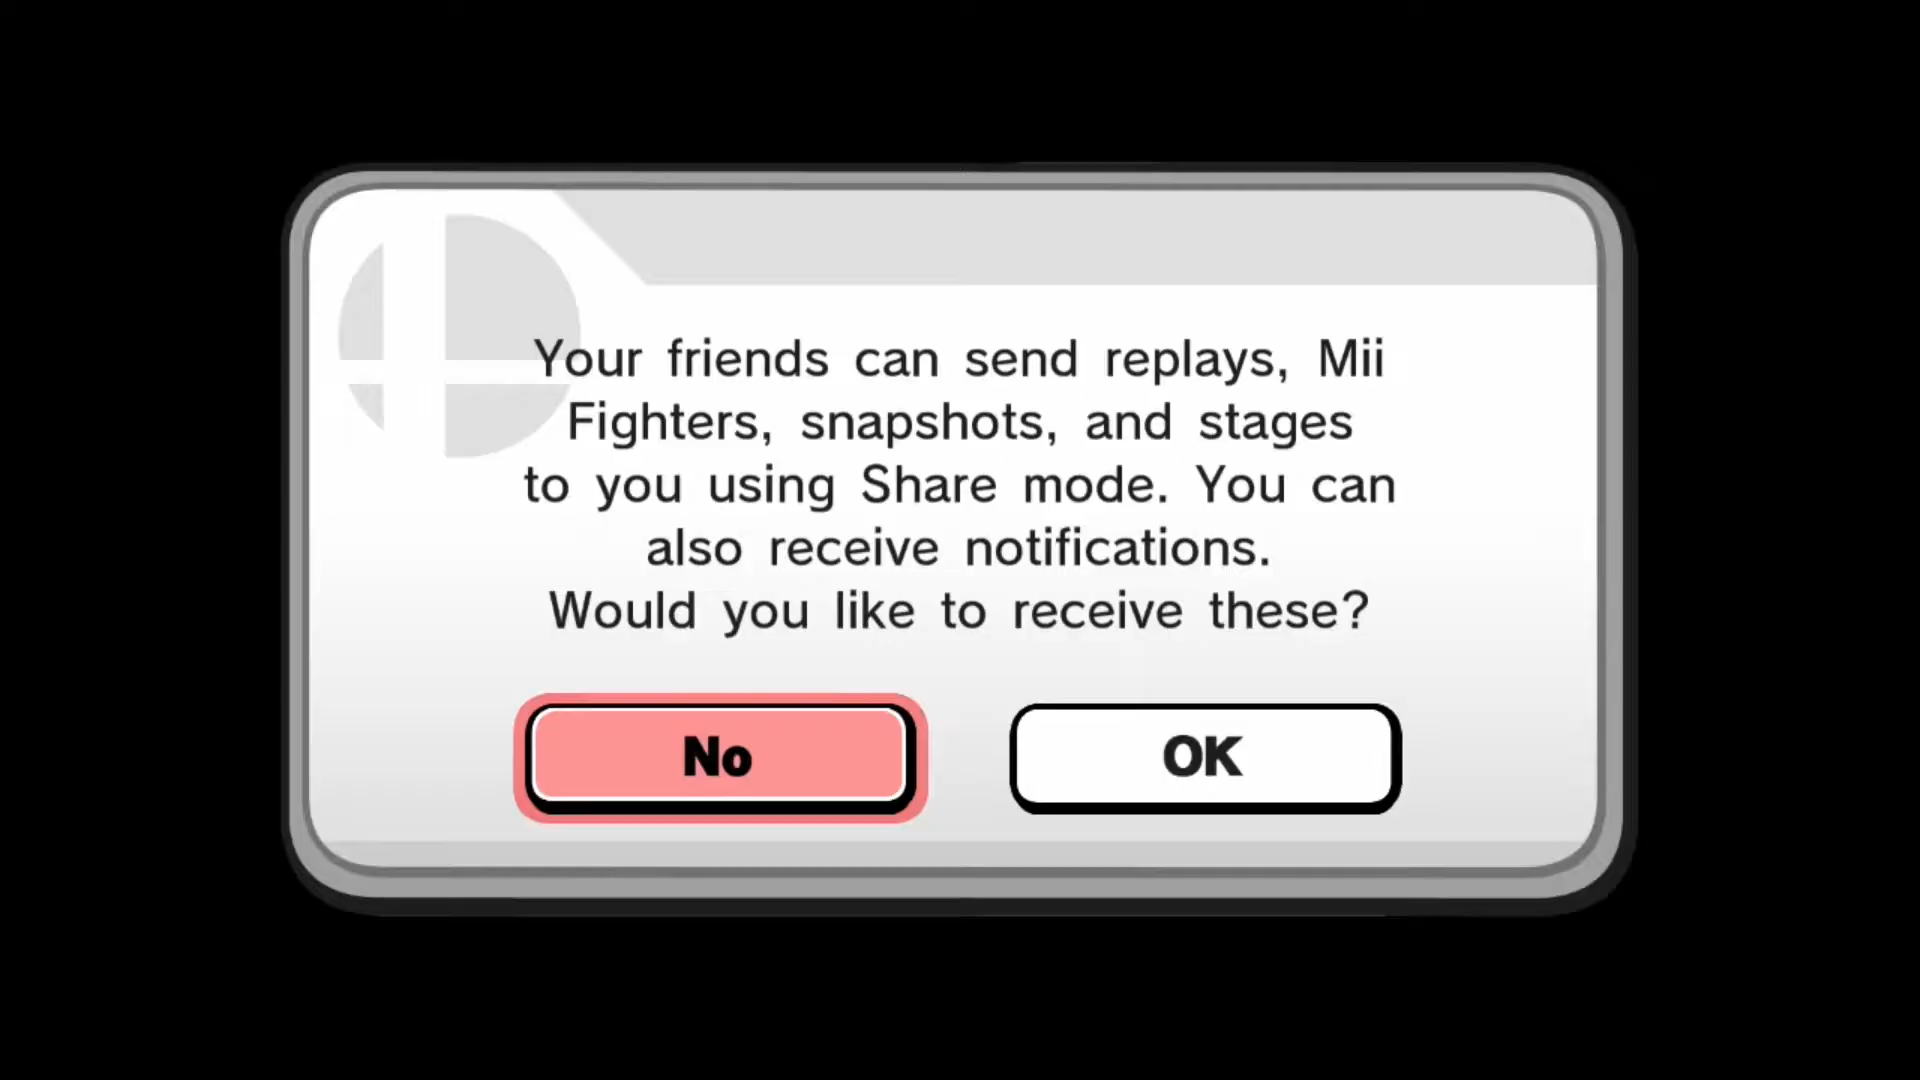 Your friends can send replays, Mii
Fighters, snapshots, and stages
to you using Share mode. You can
also receive notifications.
Would you like to receive these?
No
OK